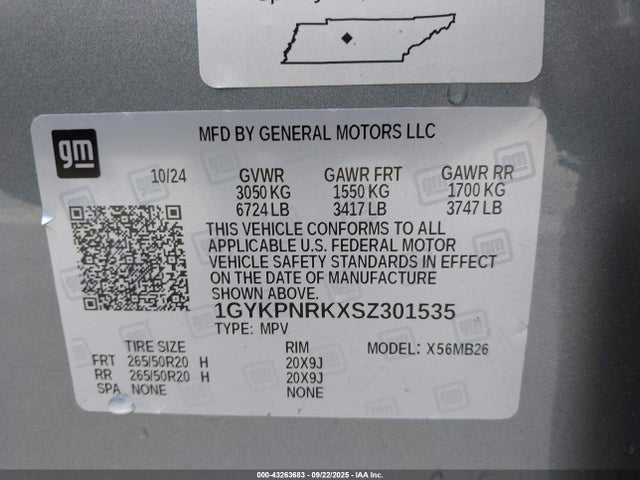 MFD BY GENERAL MOTORS LLC
gm
10/24 GVWR GAWR FRT GAWR RR
3050 KG 1550 KG 1700 KG
6724 LB 3417 LB 3747 LB
THIS VEHICLE CONFORMS TO ALL
APPLICABLE U.S. FEDERAL MOTOR
VEHICLE SAFETY STANDARDS IN EFFECT
ON THE DATE OF MANUFACTURE
SHOWN ABOVE.
1GYKPNRKXSZ301535
TYPE: MPV
TIRE SIZE RIM MODEL: X56MB26
FRT 265/50R20 H 20X9J
RR 265/50R20 H 20X9J
SPA NONE NONE
000-43263683 | 09/22/2025 | IAA Inc.